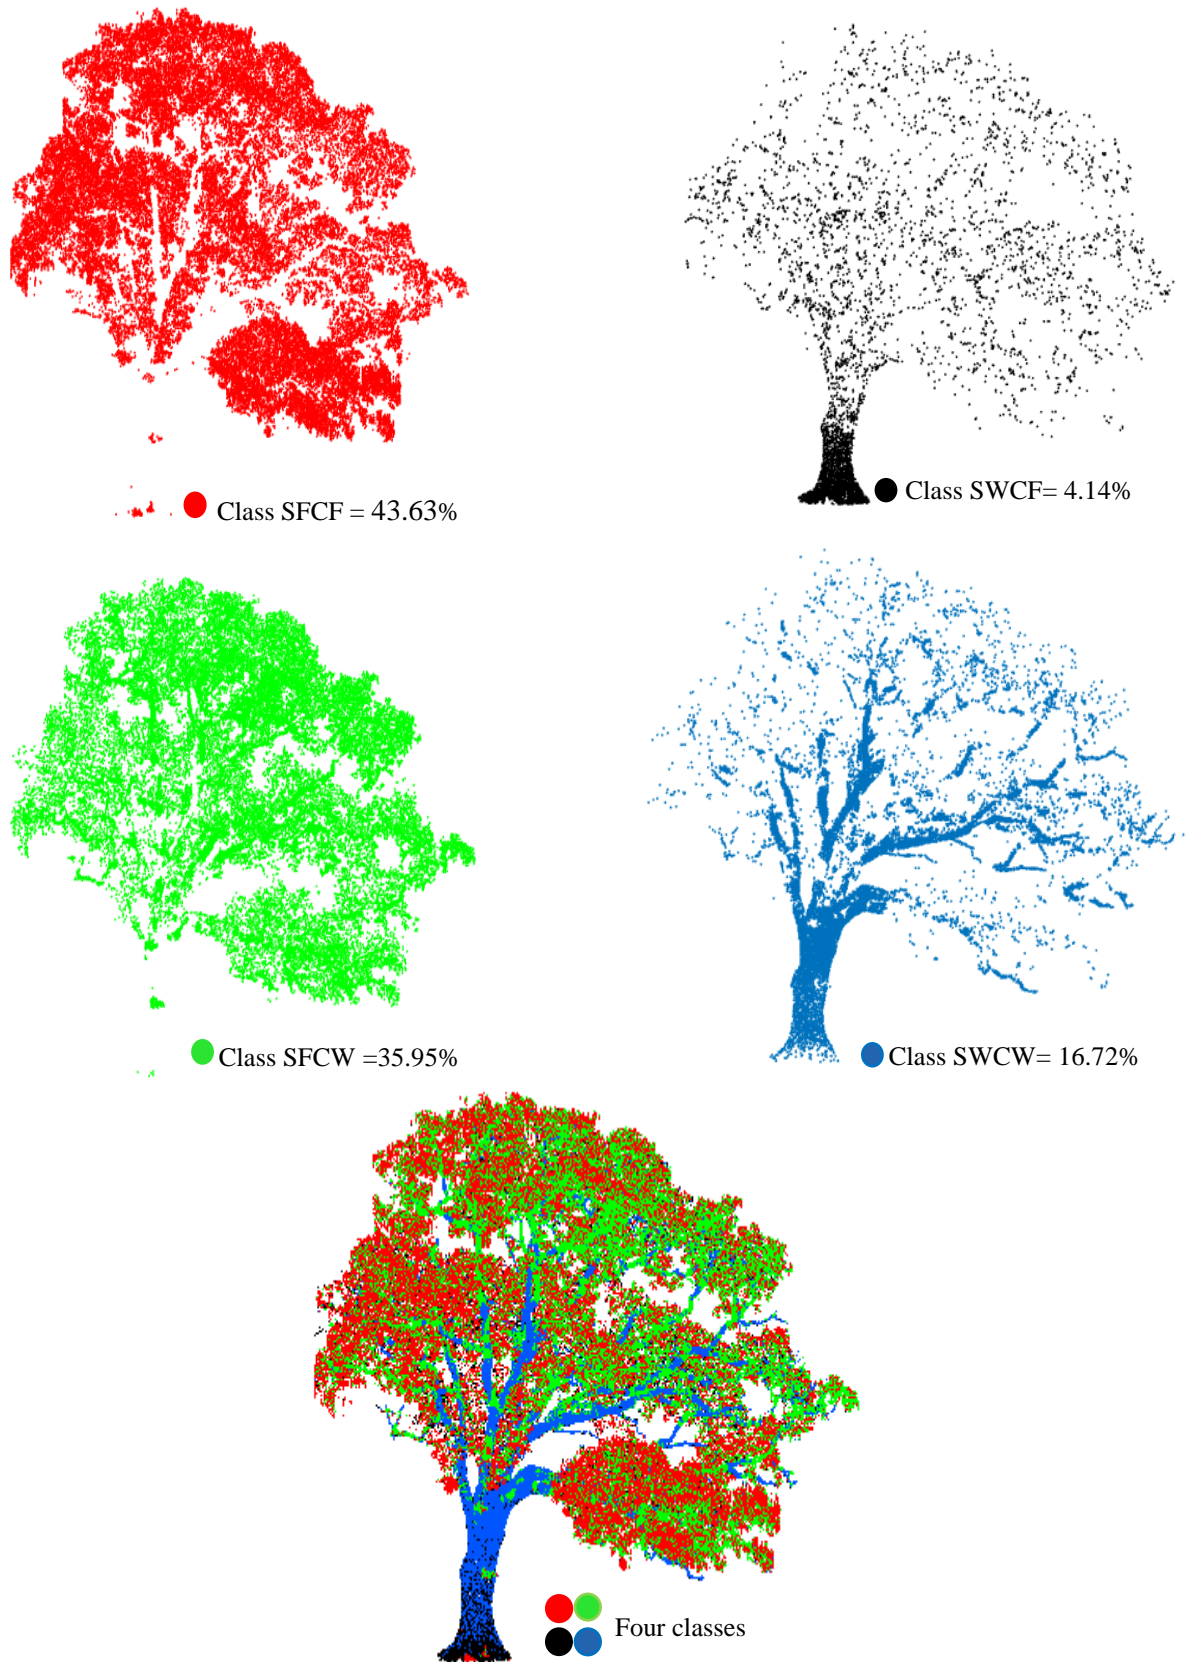 Class SFCF = 43.63%
Class SWCF= 4.14%
Class SFCW =35.95%
Class SWCW= 16.72%
Four classes